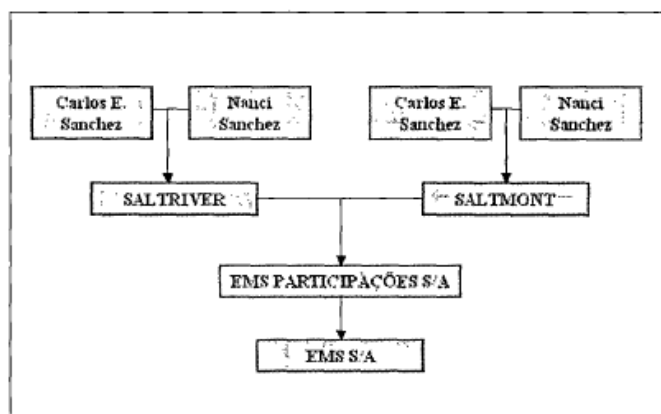 Carlos E. Sanchez
Nanci Sanchez
Carlos E. Sanchez
Nanci Sanchez
SALTRIVER
SALTMONT
EMS PARTICIPAÇÕES S/A
EMS S/A